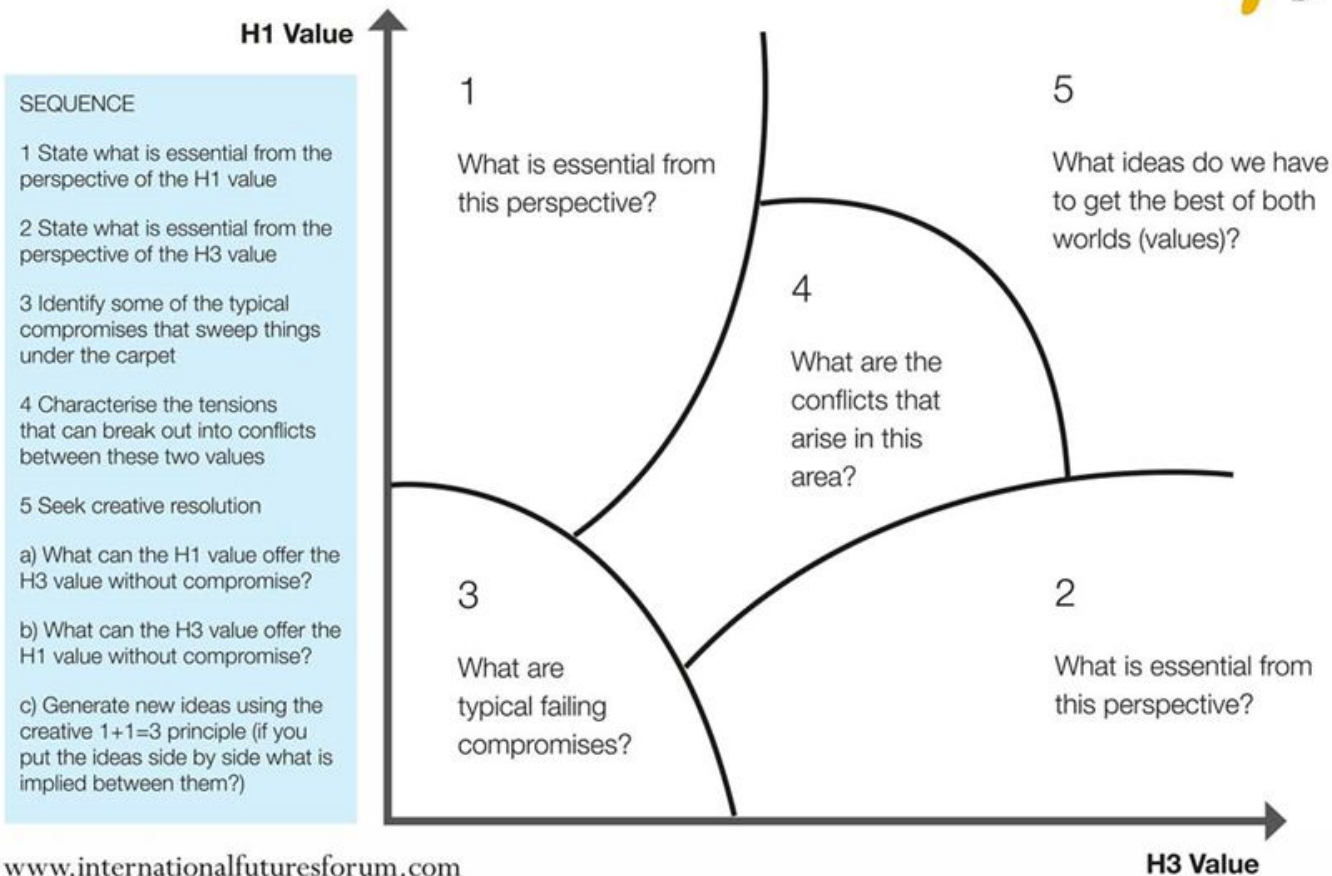 H1 Value
SEQUENCE
1 State what is essential from the
perspective of the H1 value
2 State what is essential from the
perspective of the H3 value
3 Identify some of the typical
compromises that sweep things
under the carpet
4 Characterise the tensions
that can break out into conflicts
between these two values
5 Seek creative resolution
a) What can the H1 value offer the
H3 value without compromise?
b) What can the H3 value offer the
H1 value without compromise?
c) Generate new ideas using the
creative 1+1=3 principle (if you
put the ideas side by side what is
implied between them?)
1
What is essential from
this perspective?
5
What ideas do we have
to get the best of both
worlds (values)?
4
What are the
conflicts that
arise in this
area?
3
What are
typical failing
compromises?
2
What is essential from
this perspective?
H3 Value
www.internationalfuturesforum.com